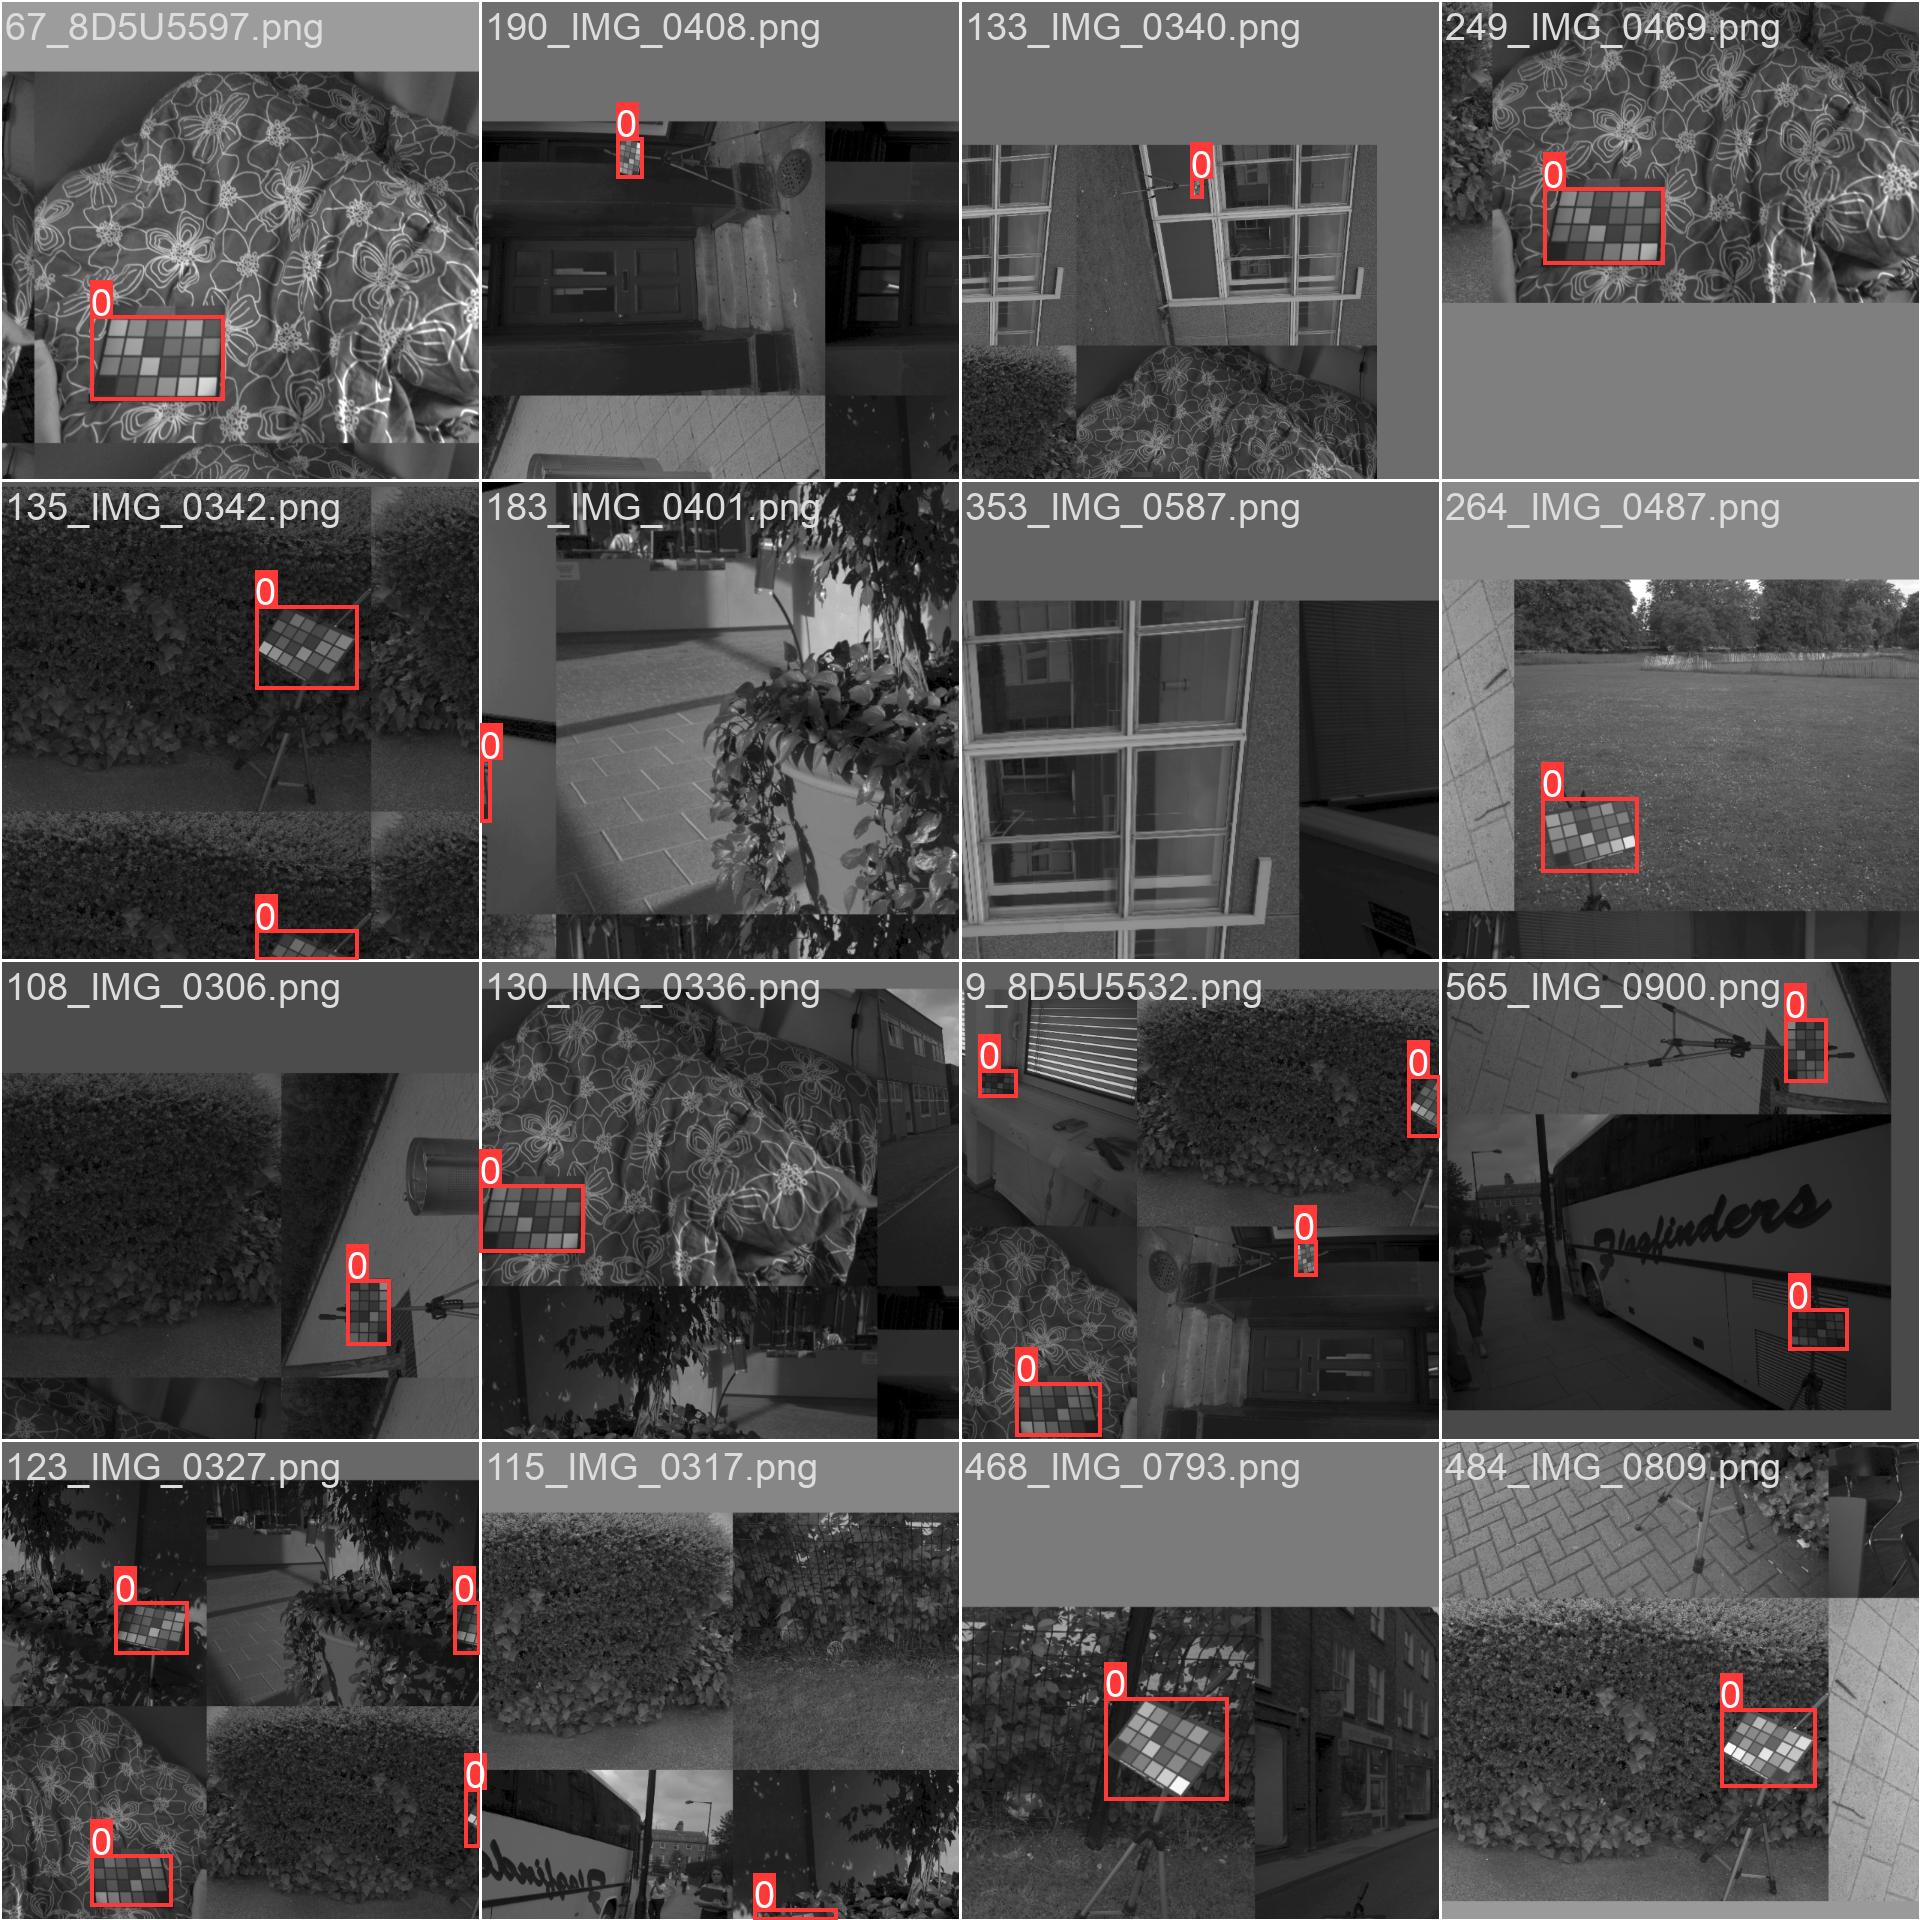 67_8D5U5597.png
190_IMG_0408.png
133_IMG_0340.png
249_IMG_0469.png
0
0
0
0
135_IMG_0342.png
183_IMG_0401.png
353_IMG_0587.png
264_IMG_0487.png
0
0
0
0
108_IMG_0306.png
130_IMG_0336.png
9_8D5U5532.png
565_IMG_0900.png
0
0
0
0
0
0
0
0
Flagfinders
0
123_IMG_0327.png
115_IMG_0317.png
468_IMG_0793.png
484_IMG_0809.png
0
0
0
0
0
0
0